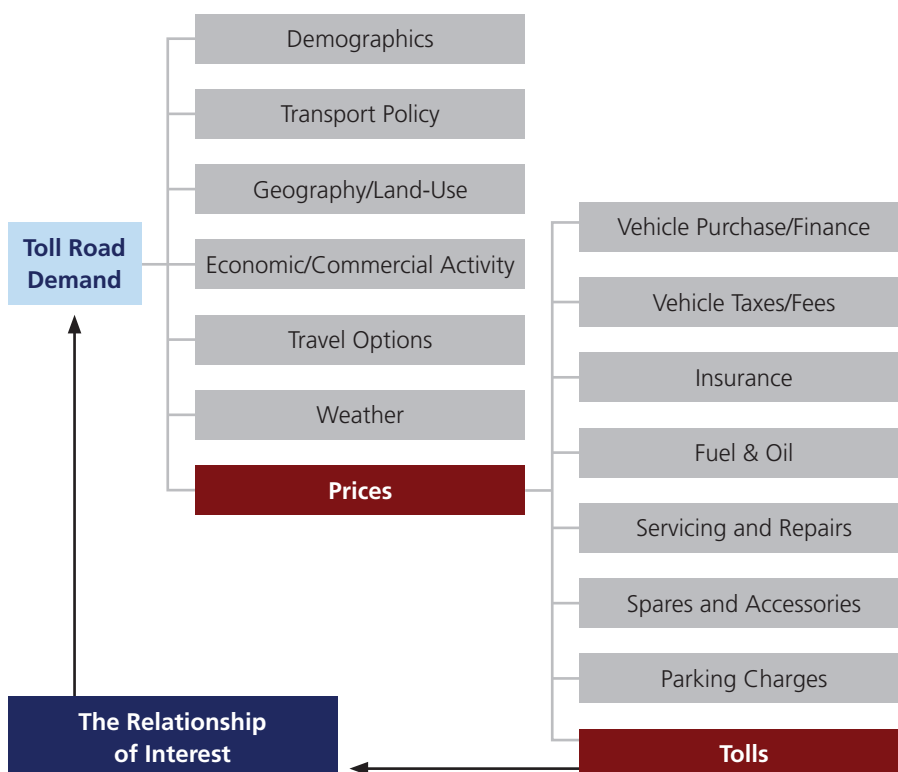 Demographics
Transport Policy
Geography/Land-Use
Toll Road
Demand
Economic/Commercial Activity
Travel Options
Weather
Prices
Vehicle Purchase/Finance
Vehicle Taxes/Fees
Insurance
Fuel & Oil
Servicing and Repairs
Spares and Accessories
Parking Charges
Tolls
The Relationship
of Interest